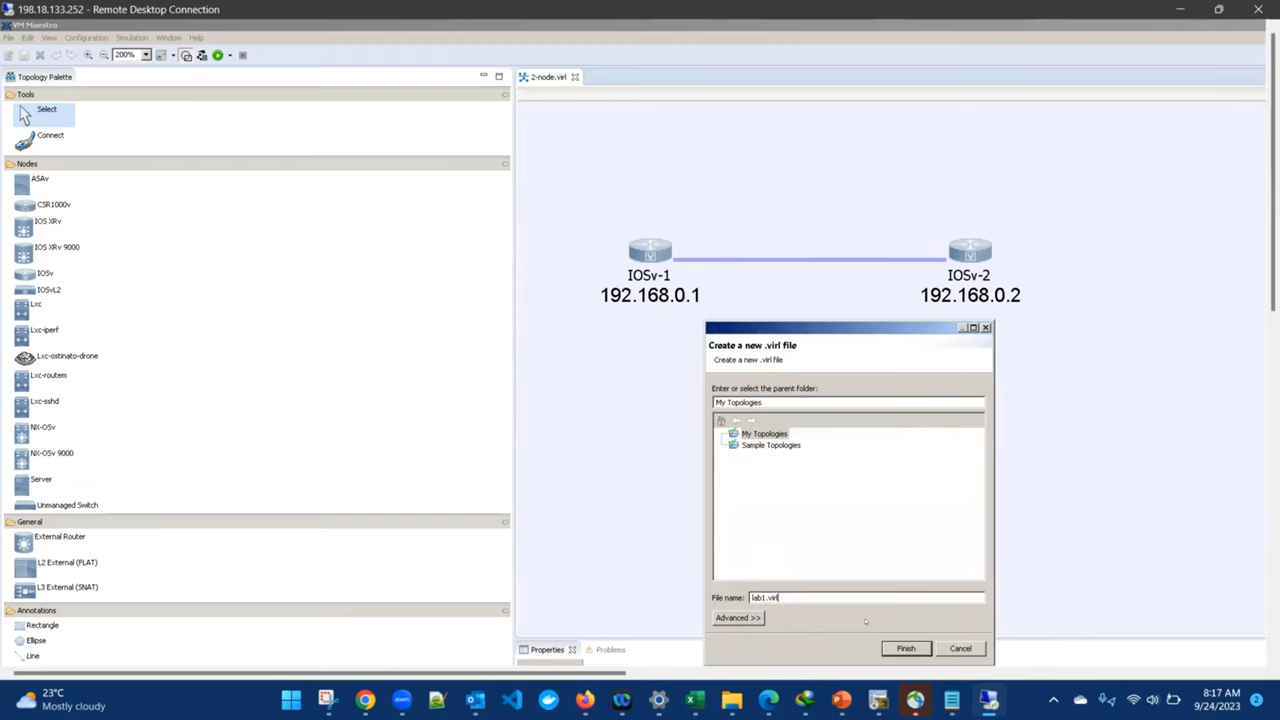 198.18.133.252 - Remote Desktop Connection
VM Maestro
File Edit View Configuration Simulation Window Help
200%
Topology Palette
2-node.virl
Tools
Select
Connect
Nodes
ASAv
CSR1000v
IOS XRv
IOS XRv 9000
IOSv
IOSvL2
Lxc
Lxc-iperf
Lxc-ostinato-drone
Lxc-routem
Lxc-sshd
NX-OSv
NX-OSv 9000
Server
Unmanaged Switch
General
External Router
L2 External (FLAT)
L3 External (SNAT)
Annotations
Rectangle
Ellipse
Line
IOSv-1
192.168.0.1
IOSv-2
192.168.0.2
Create a new .virl file
Create a new .virl file
Enter or select the parent folder:
My Topologies
My Topologies
Sample Topologies
File name: lab1.virl
Advanced >>
Finish Cancel
Properties Problems
23°C
Mostly cloudy
8:17 AM
9/24/2023
2